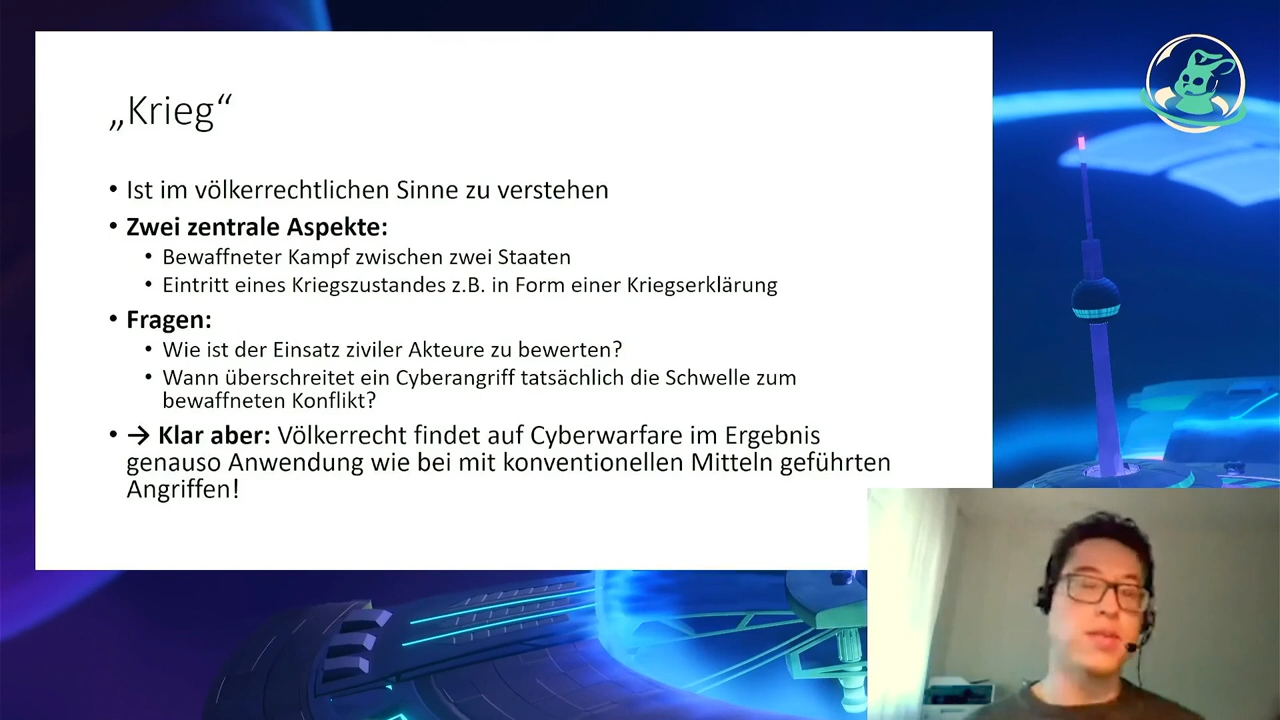 „Krieg“
• Ist im völkerrechtlichen Sinne zu verstehen
• Zwei zentrale Aspekte:
• Bewaffneter Kampf zwischen zwei Staaten
• Eintritt eines Kriegszustandes z.B. in Form einer Kriegserklärung
• Fragen:
• Wie ist der Einsatz ziviler Akteure zu bewerten?
• Wann überschreitet ein Cyberangriff tatsächlich die Schwelle zum
bewaffneten Konflikt?
• → Klar aber: Völkerrecht findet auf Cyberwarfare im Ergebnis
genauso Anwendung wie bei mit konventionellen Mitteln geführten
Angriffen!